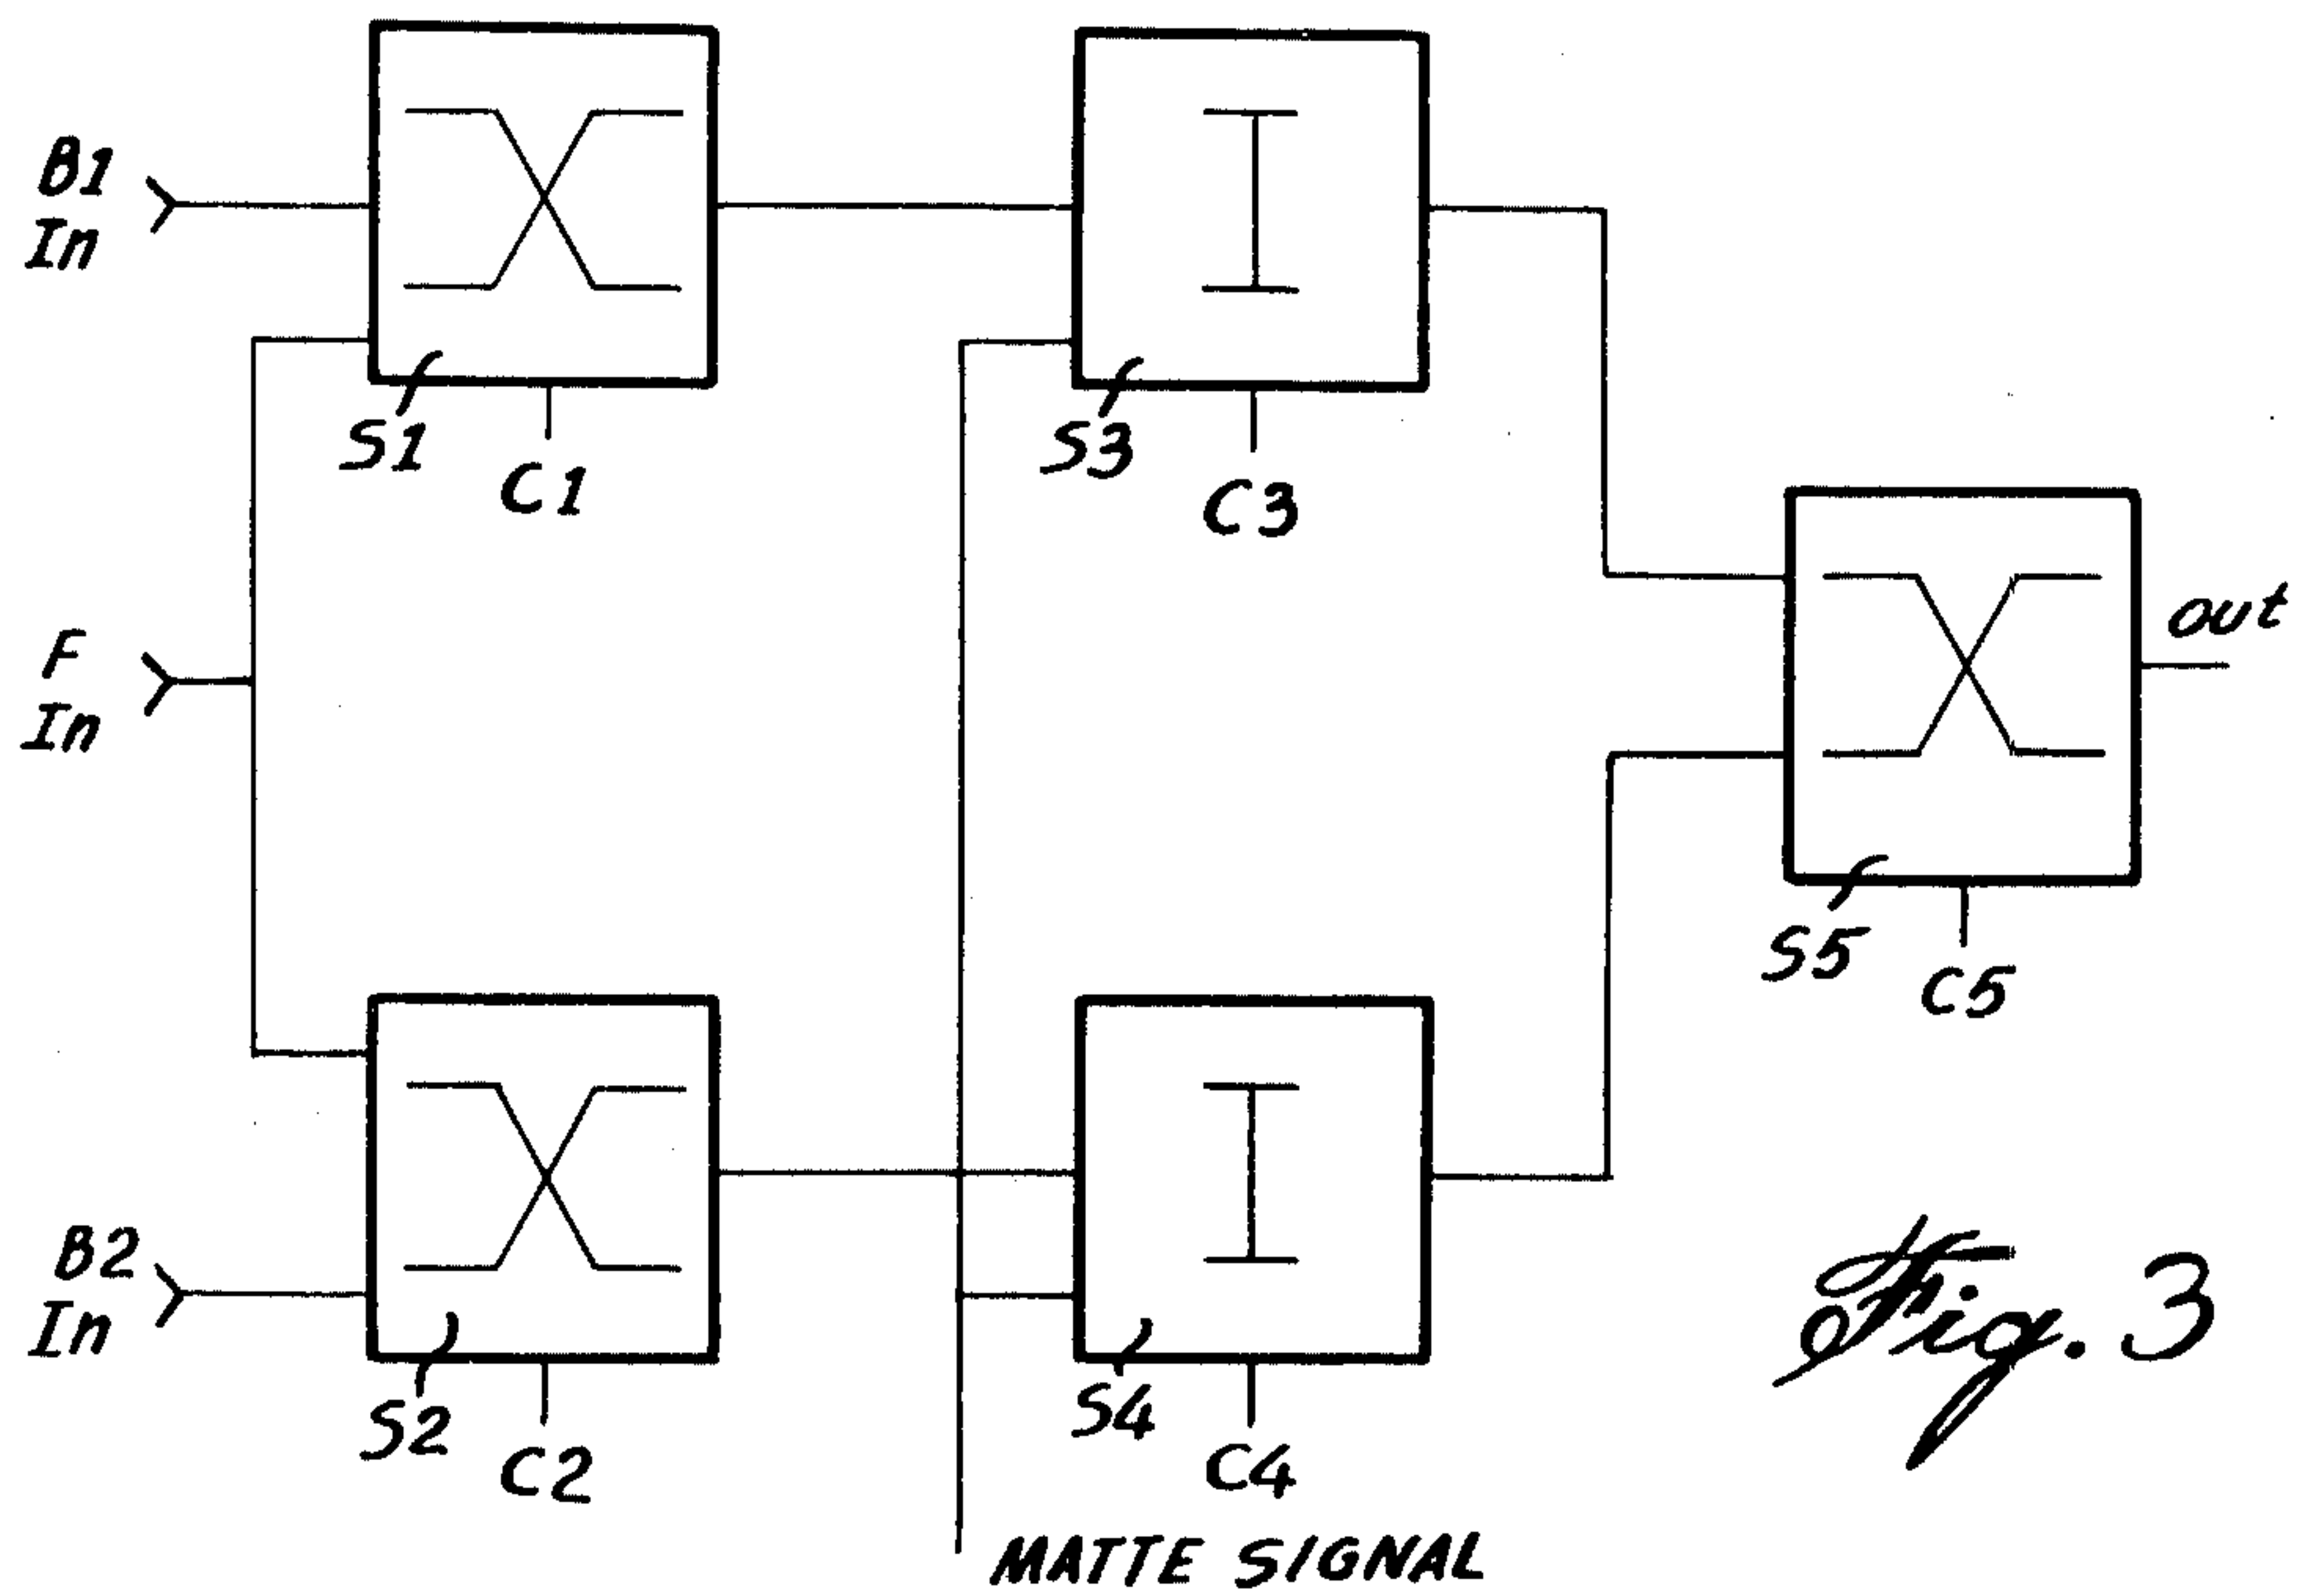 B1
In
S1
C1
S3
C3
F
In
out
S5
C5
B2
In
S2
C2
S4
C4
MATTE SIGNAL
Fig. 3